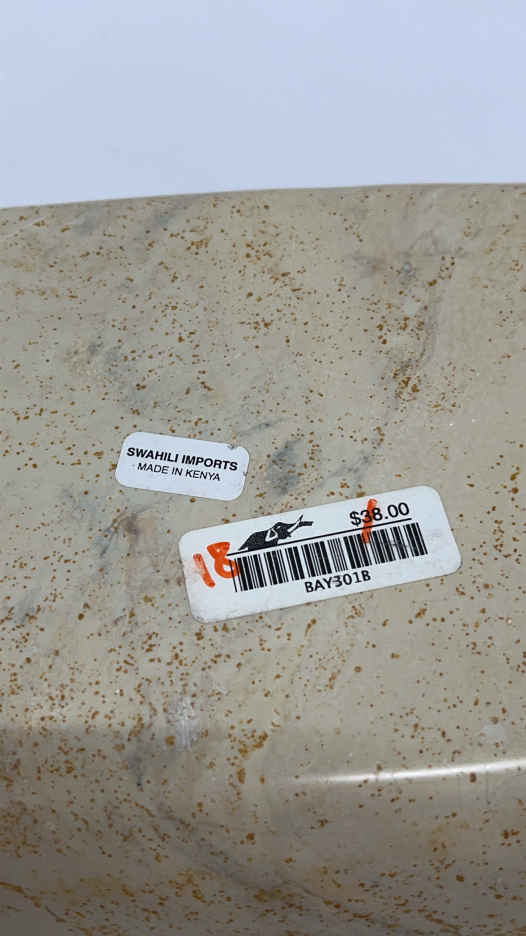 SWAHILI IMPORTS
MADE IN KENYA
$38.00
18
BAY301B